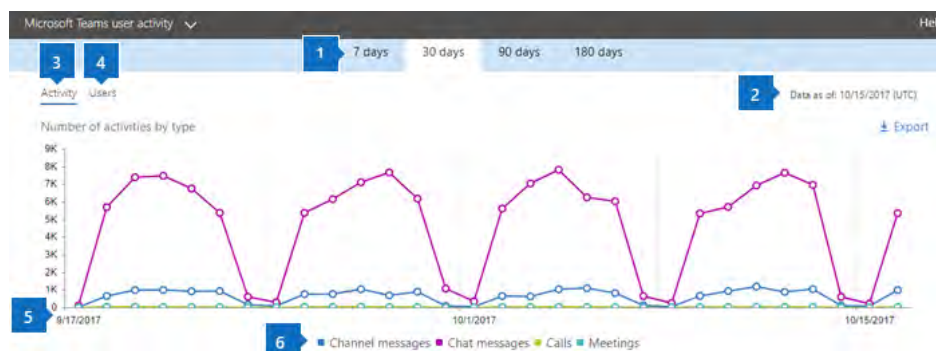 Microsoft Teams user activity
1 7 days 30 days 90 days 180 days
3 4
Activity Users
2 Data as of: 10/15/2017 (UTC)
Number of activities by type
Export
9K
8K
7K
6K
5K
4K
3K
2K
1K
0
5 9/17/2017 10/1/2017 10/15/2017
6 Channel messages Chat messages Calls Meetings